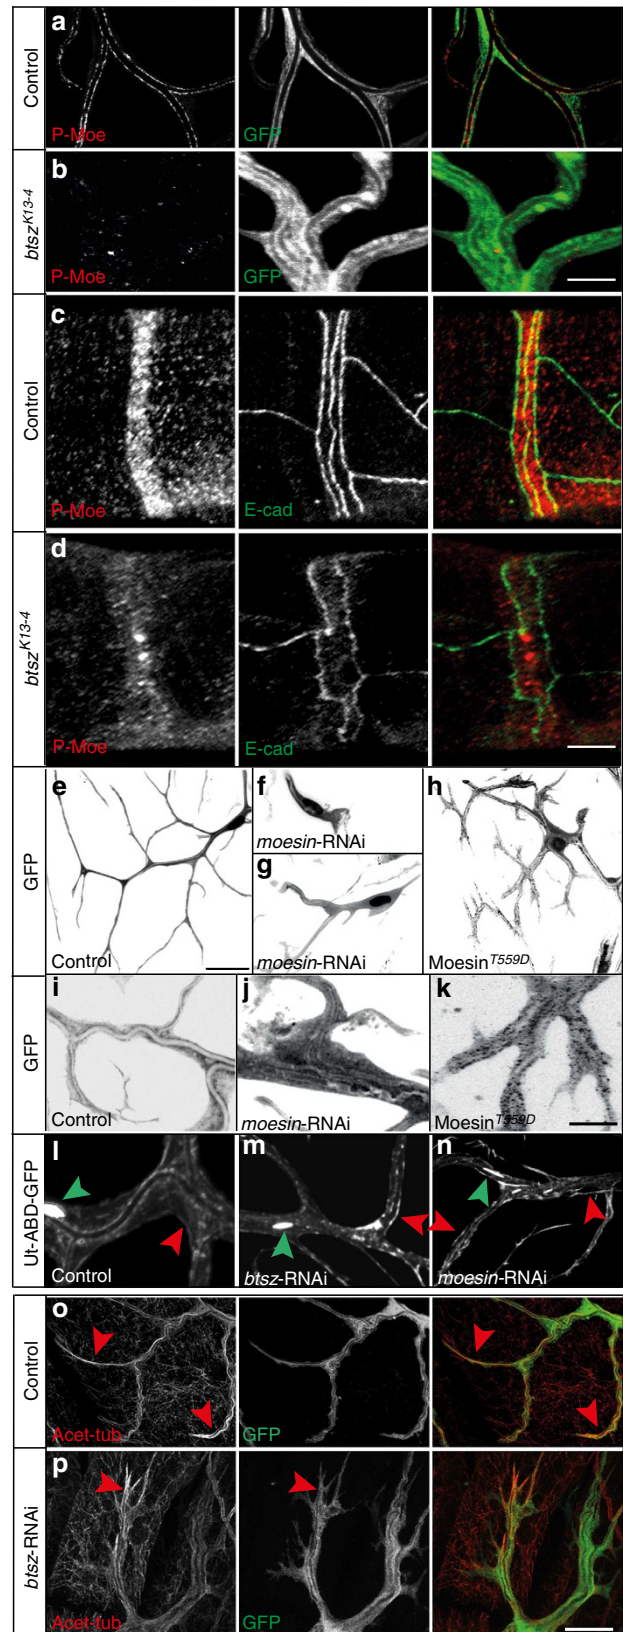 Control
a
P-Moe
GFP
btsz^K13-4
b
P-Moe
GFP
Control
c
P-Moe
E-cad
btsz^K13-4
d
P-Moe
E-cad
GFP
e
Control
f
moesin-RNAi
g
moesin-RNAi
h
Moesin^T559D
GFP
i
Control
j
moesin-RNAi
k
Moesin^T559D
Ut-ABD-GFP
l
Control
m
btsz-RNAi
n
moesin-RNAi
Control
o
Acet-tub
GFP
btsz-RNAi
p
Acet-tub
GFP